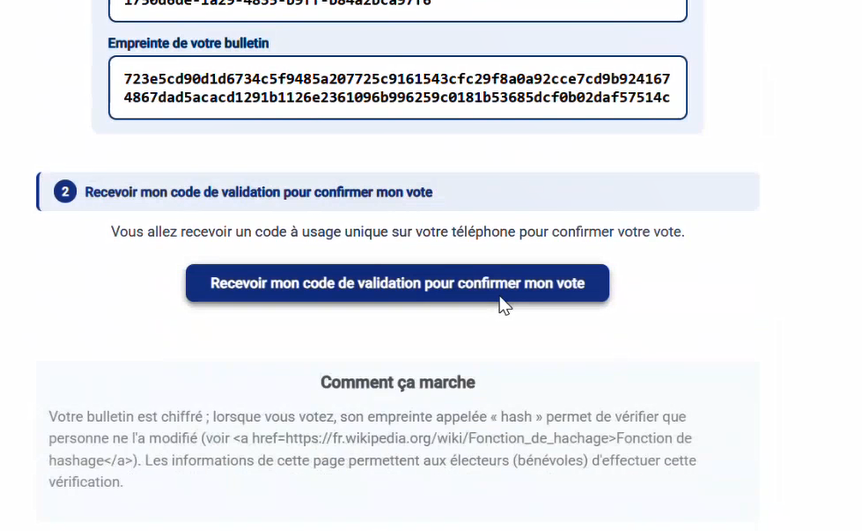 Empreinte de votre bulletin
723e5cd90d1d6734c5f9485a207725c9161543cfc29f8a0a92cce7cd9b924167
4867dad5acacd1291b1126e2361096b996259c0181b53685dcf0b02daf57514c
2 Recevoir mon code de validation pour confirmer mon vote
Vous allez recevoir un code à usage unique sur votre téléphone pour confirmer votre vote.
Recevoir mon code de validation pour confirmer mon vote
Comment ça marche
Votre bulletin est chiffré ; lorsque vous votez, son empreinte appelée « hash » permet de vérifier que
personne ne l'a modifié (voir <a href=https://fr.wikipedia.org/wiki/Fonction_de_hachage>Fonction de
hashage</a>). Les informations de cette page permettent aux électeurs (bénévoles) d'effectuer cette
vérification.